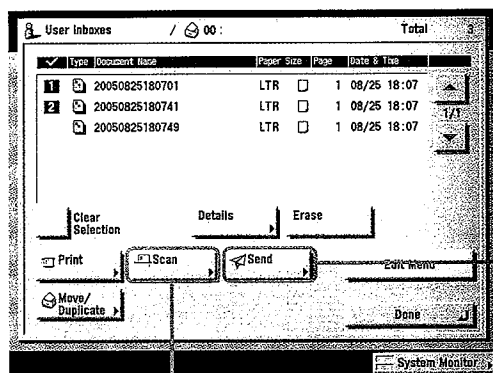 User Inboxes / 00: Total 3
Type Document Name Paper Size Page Date & Time
1 20050825180701 LTR 1 08/25 18:07
2 20050825180741 LTR 1 08/25 18:07
20050825180749 LTR 1 08/25 18:07
1/1
Clear Selection
Details
Erase
Print
Scan
Send
Edit Menu
Move/
Duplicate
Done
System Monitor